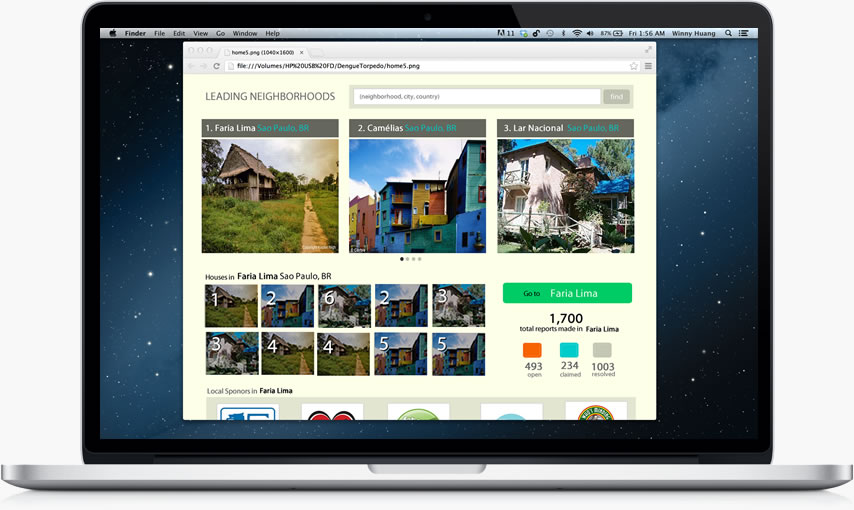 Finder File Edit View Go Window Help 11 87% Fri 1:56 AM Winny Huang
home5.png (1040×1600)
file:///Volumes/HP%20USB%20FD/DengueTorpedo/home5.png
LEADING NEIGHBORHOODS (neighborhood, city, country) find
1. Faria Lima Sao Paulo, BR 2. Camélias Sao Paulo, BR 3. Lar Nacional Sao Paulo, BR
Houses in Faria Lima Sao Paulo, BR
1 2 6 2 3
3 4 4 5 5
Go to Faria Lima
1,700
total reports made in Faria Lima
493 234 1003
open claimed resolved
Local Sponors in Faria Lima